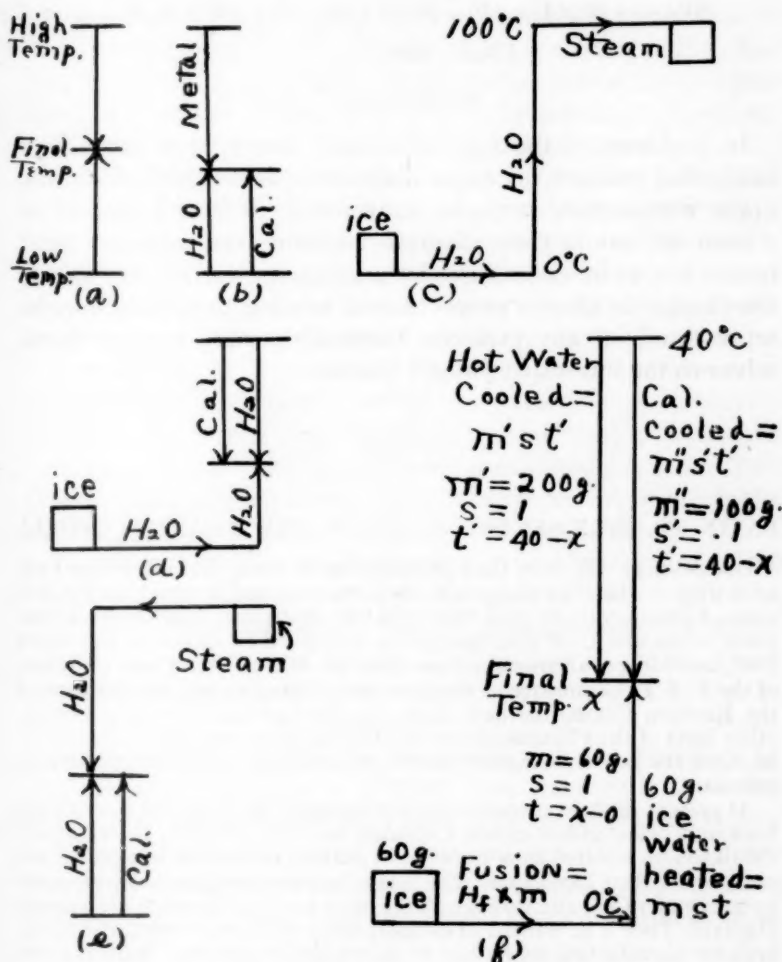 High
Temp.
Final
Temp.
Low
Temp.
(a)
Metal
H2O
Cal.
(b)
100°C
Steam
H2O
ice
H2O
0°C
(c)
Cal.
H2O
H2O
ice
H2O
(d)
H2O
Steam
H2O
Cal.
(e)
40°C
Hot Water
Cooled=
m' s t'
m' = 200g.
s = 1
t' = 40-x
Cal.
Cooled=
m"s't'
m"=100g.
s' = .1
t' = 40-x
Final
Temp. x
m = 60g.
s = 1
t = x-0
60g.
ice
water
heated=
m s t
60g.
ice
Fusion=
Hf x m
0°C
(f)